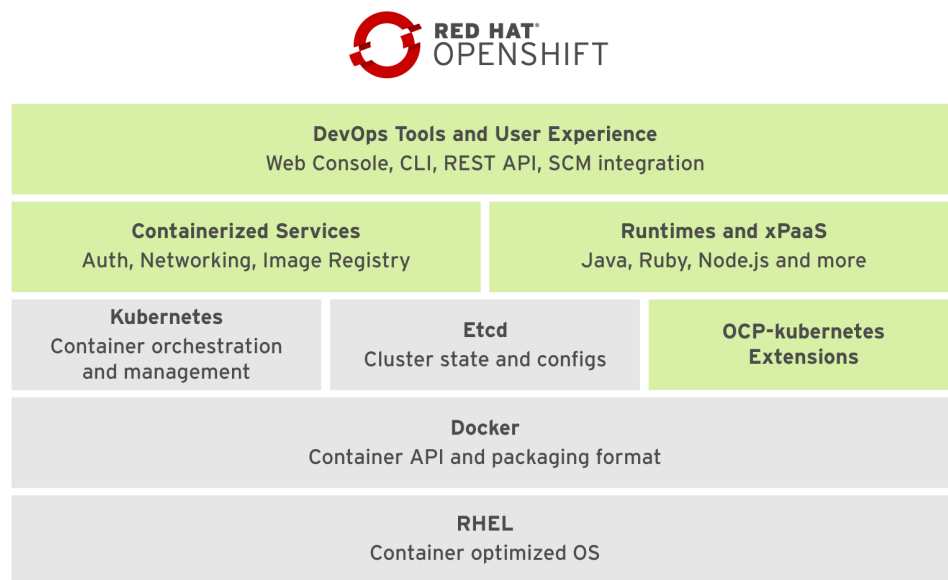 RED HAT®
OPENSHIFT
DevOps Tools and User Experience
Web Console, CLI, REST API, SCM integration
Containerized Services
Auth, Networking, Image Registry
Runtimes and xPaaS
Java, Ruby, Node.js and more
Kubernetes
Container orchestration
and management
Etcd
Cluster state and configs
OCP-kubernetes
Extensions
Docker
Container API and packaging format
RHEL
Container optimized OS